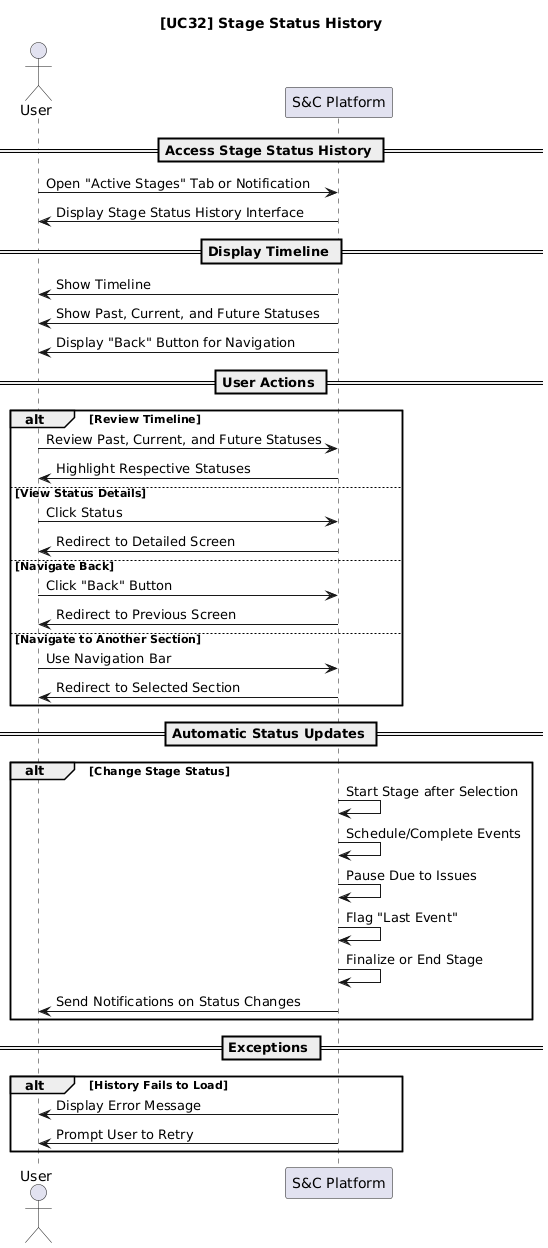 [UC32] Stage Status History
User
S&C Platform
Access Stage Status History
Open "Active Stages" Tab or Notification
Display Stage Status History Interface
Display Timeline
Show Timeline
Show Past, Current, and Future Statuses
Display "Back" Button for Navigation
User Actions
alt [Review Timeline]
Review Past, Current, and Future Statuses
Highlight Respective Statuses
[View Status Details]
Click Status
Redirect to Detailed Screen
[Navigate Back]
Click "Back" Button
Redirect to Previous Screen
[Navigate to Another Section]
Use Navigation Bar
Redirect to Selected Section
Automatic Status Updates
alt [Change Stage Status]
Start Stage after Selection
Schedule/Complete Events
Pause Due to Issues
Flag "Last Event"
Finalize or End Stage
Send Notifications on Status Changes
Exceptions
alt [History Fails to Load]
Display Error Message
Prompt User to Retry
User
S&C Platform